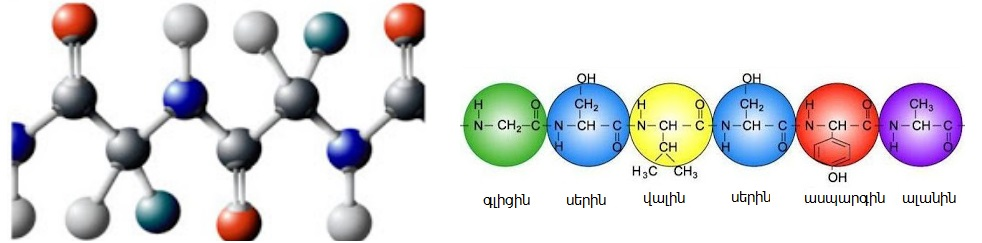 OH OH
H O CH₂ H O CH₂ H O CH₃
N CH₂ C N CH C N CH C N CH C N CH C N CH C
H O CH H O H O
H₃C CH₃ OH
գլիցին սերին վալին սերին ասպարգին ալանին